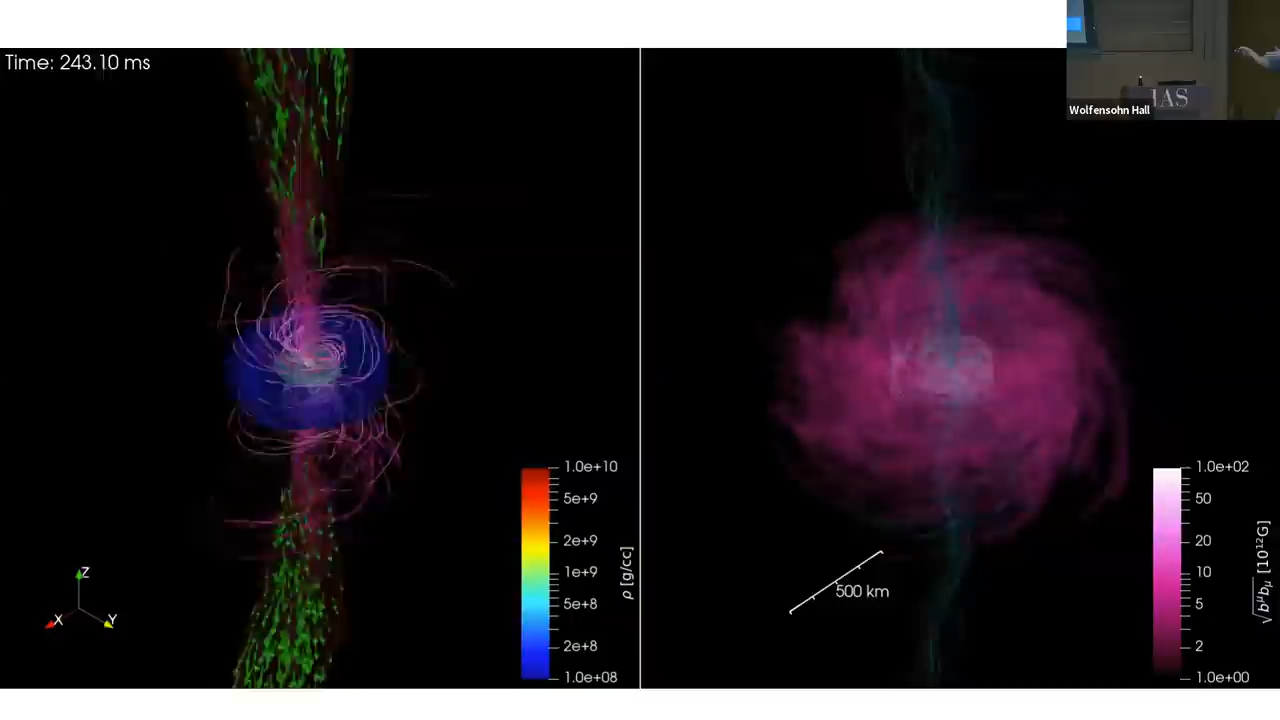 Time: 243.10 ms
Wolfensohn Hall
IAS
1.0e+10
5e+9
2e+9
1e+9
5e+8
2e+8
1.0e+08
ρ [g/cc]
Z
X
Y
500 km
1.0e+02
50
20
10
5
2
1.0e+00
√bᵘbᵤ [10¹²G]